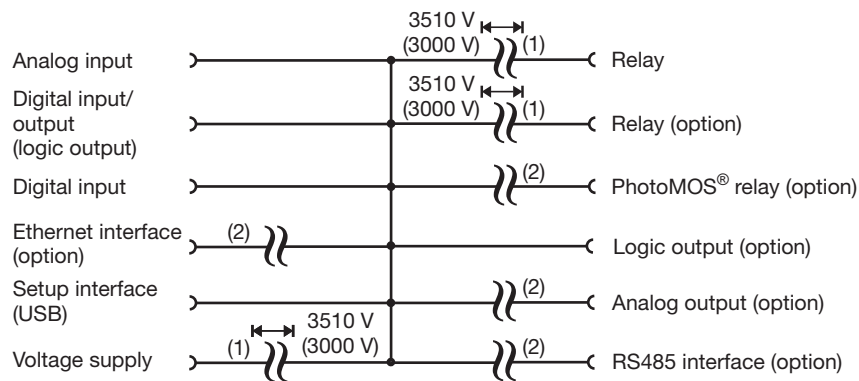 3510 V
(3000 V) (1)
Analog input
Relay
Digital input/
output
(logic output)
3510 V
(3000 V) (1)
Relay (option)
Digital input
(2)
PhotoMOS® relay (option)
Ethernet interface
(option)
(2)
Logic output (option)
Setup interface
(USB)
(2)
Analog output (option)
Voltage supply
(1)
3510 V
(3000 V)
(2)
RS485 interface (option)